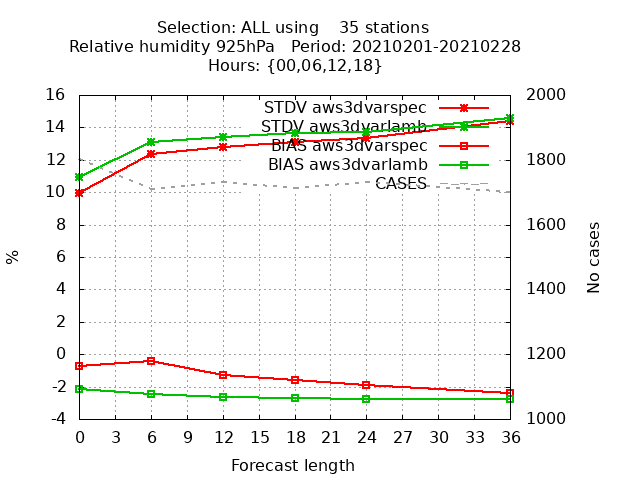 Selection: ALL using    35 stations
Relative humidity 925hPa   Period: 20210201-20210228
Hours: {00,06,12,18}
16
14
12
10
8
6
4
2
0
-2
-4
%
STDV aws3dvarspec
STDV aws3dvarlamb
BIAS aws3dvarspec
BIAS aws3dvarlamb
CASES
2000
1800
1600
1400
1200
1000
No cases
0 3 6 9 12 15 18 21 24 27 30 33 36
Forecast length